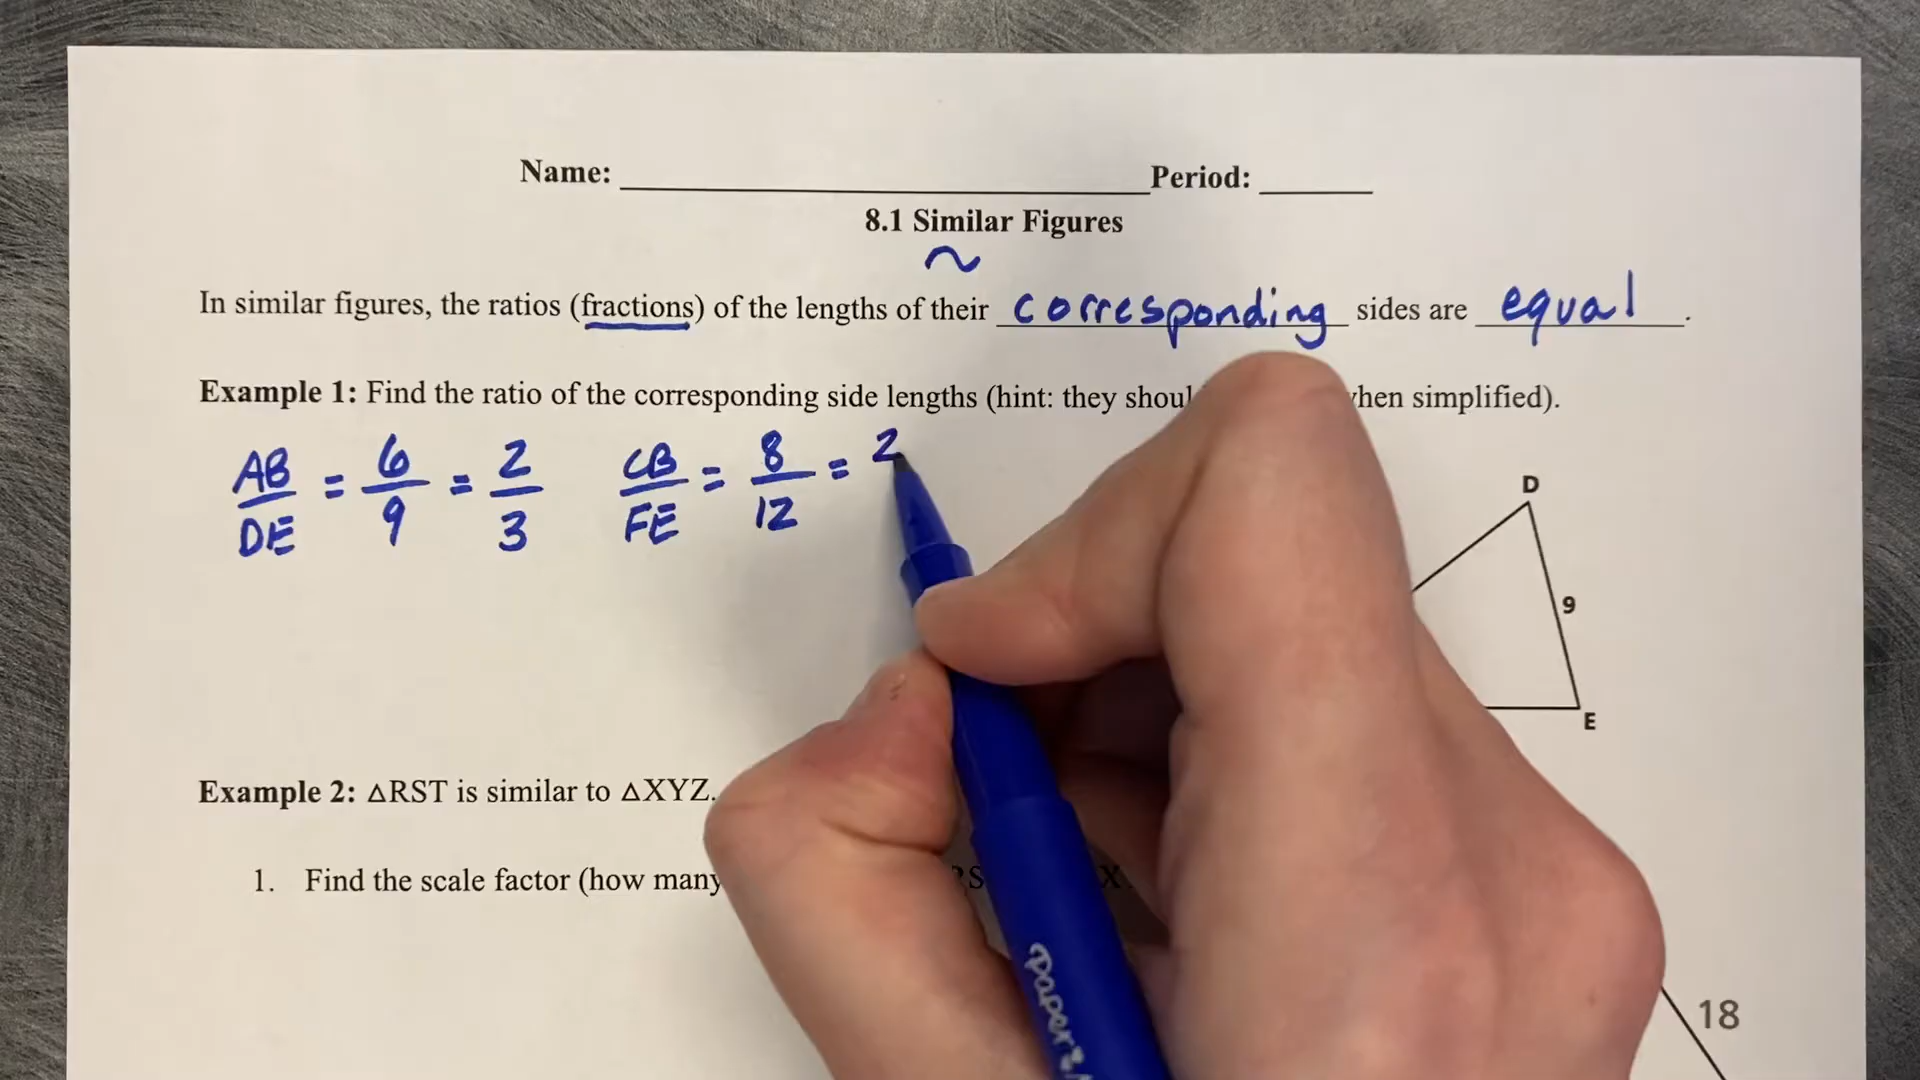 Name: Period:
8.1 Similar Figures
~
In similar figures, the ratios (fractions) of the lengths of their corresponding sides are equal.
Example 1: Find the ratio of the corresponding side lengths (hint: they shoul when simplified).
AB/DE = 6/9 = 2/3 CB/FE = 8/12 = 2
D
9
E
Example 2: △RST is similar to △XYZ.
1. Find the scale factor (how many
18
Paper